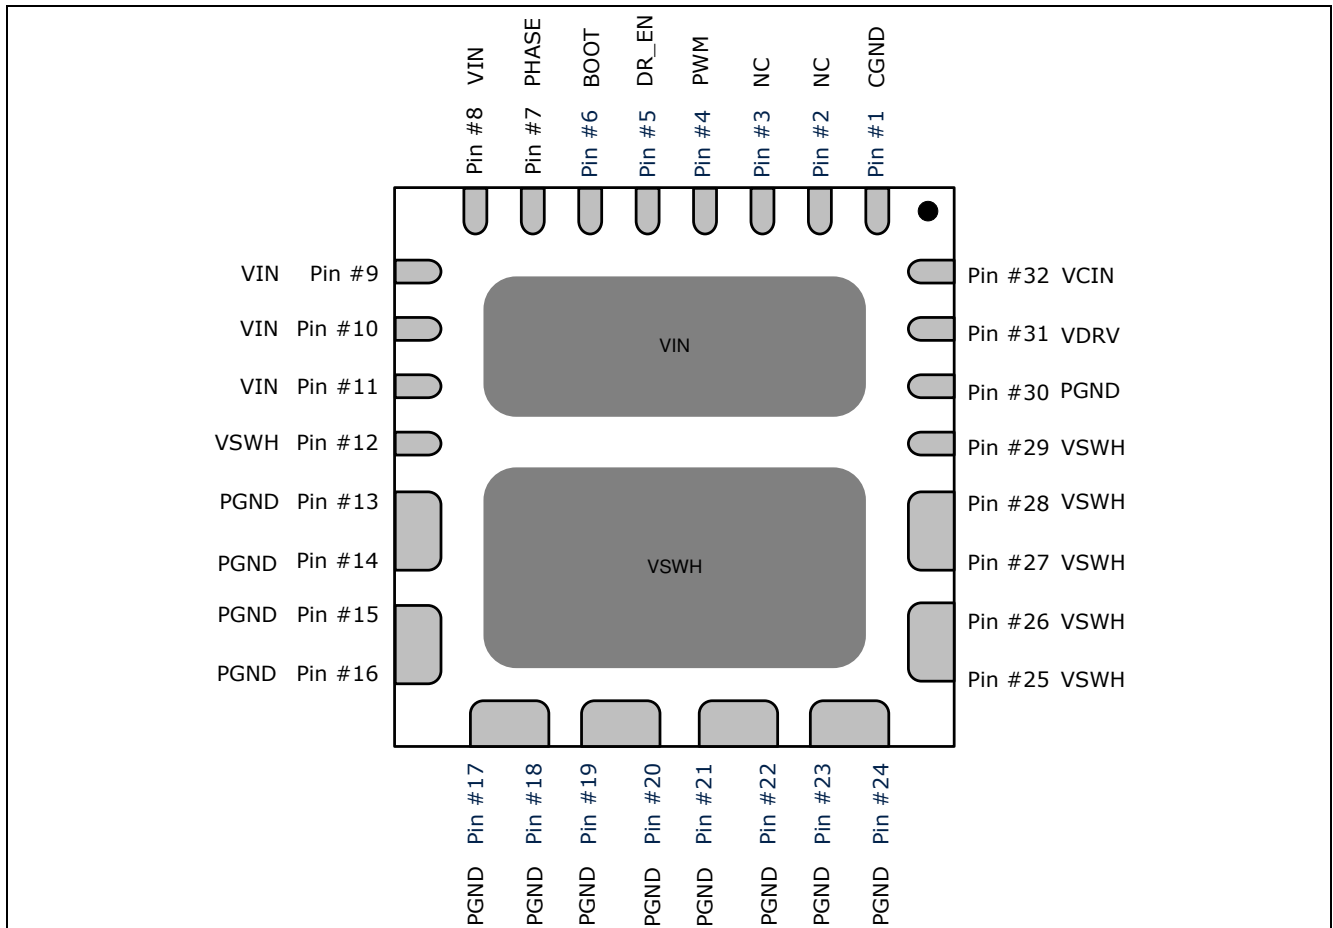 VIN
PHASE
BOOT
DR_EN
PWM
NC
NC
CGND
Pin #8
Pin #7
Pin #6
Pin #5
Pin #4
Pin #3
Pin #2
Pin #1
VIN Pin #9
VIN Pin #10
VIN Pin #11
VSWH Pin #12
PGND Pin #13
PGND Pin #14
PGND Pin #15
PGND Pin #16
VIN
VSWH
Pin #32 VCIN
Pin #31 VDRV
Pin #30 PGND
Pin #29 VSWH
Pin #28 VSWH
Pin #27 VSWH
Pin #26 VSWH
Pin #25 VSWH
Pin #17
Pin #18
Pin #19
Pin #20
Pin #21
Pin #22
Pin #23
Pin #24
PGND
PGND
PGND
PGND
PGND
PGND
PGND
PGND